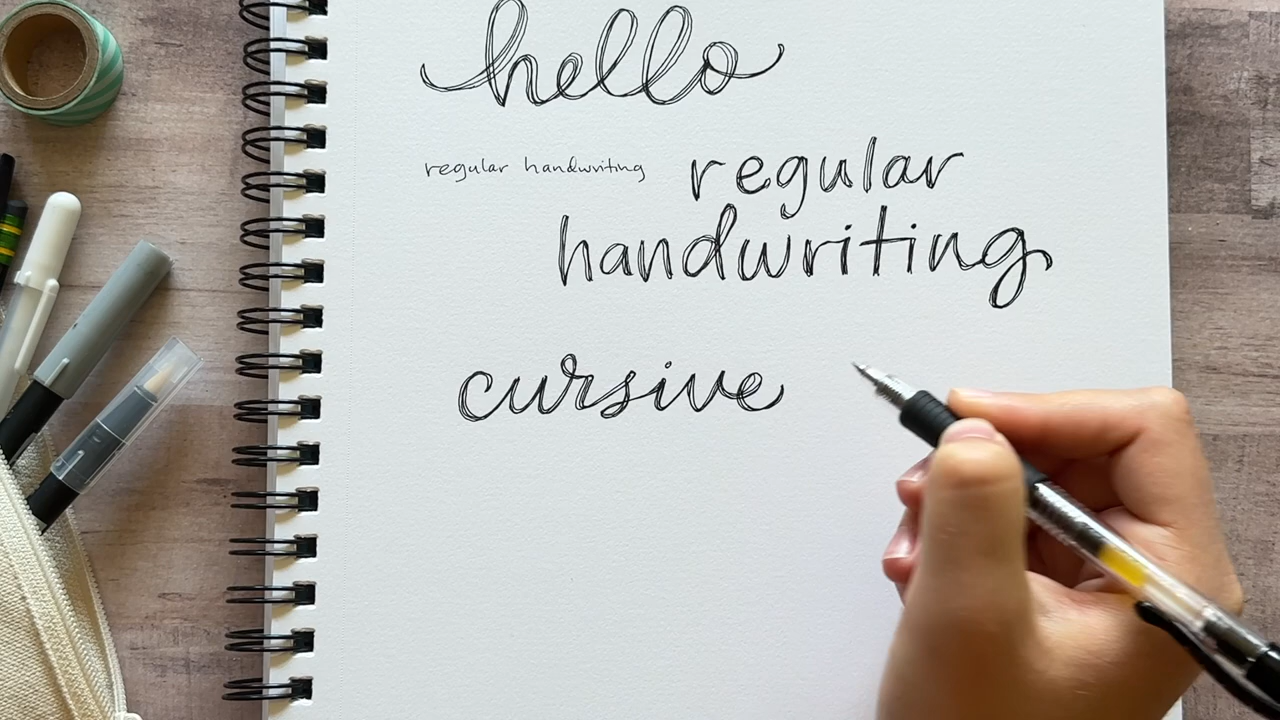 hello
regular handwriting
regular
handwriting
cursive